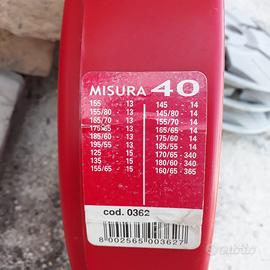 MISURA 40
155 - 13 145 - 14
155/80 - 13 145/80 - 14
165/70 - 13 155/70 - 14
175/65 - 13 165/65 - 14
185/60 - 13 175/60 - 14
195/55 - 13 185/55 - 14
125 - 15 170/65 - 340
135 - 15 180/60 - 340
155/65 - 15 160/65 - 365
cod. 0362
8 002565 003627
subito